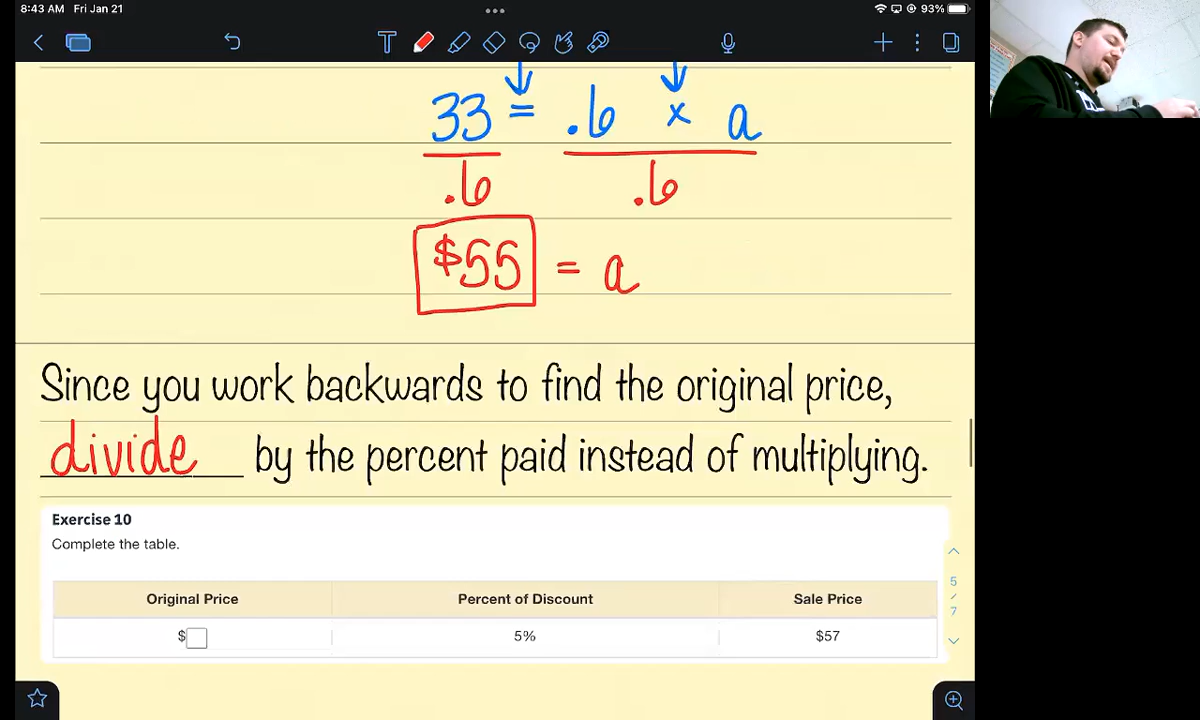 8:43 AM Fri Jan 21
93%
T
33 = .6 × a
.6 .6
$55 = a
Since you work backwards to find the original price,
divide by the percent paid instead of multiplying.
Exercise 10
Complete the table.
Original Price Percent of Discount Sale Price
$ 5% $57
5
/
7